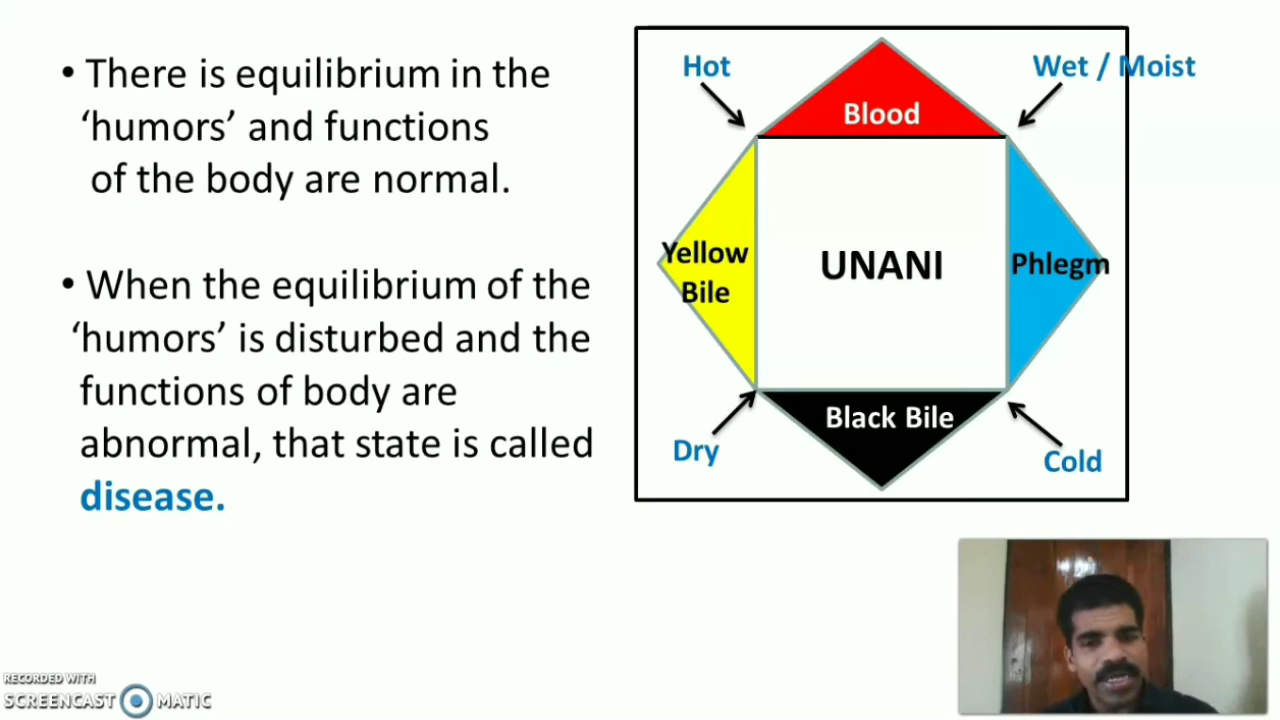 • There is equilibrium in the
‘humors’ and functions
of the body are normal.
• When the equilibrium of the
‘humors’ is disturbed and the
functions of body are
abnormal, that state is called
disease.
Hot
Wet / Moist
Blood
Yellow
Bile
UNANI
Phlegm
Black Bile
Dry
Cold
RECORDED WITH
SCREENCAST MATIC